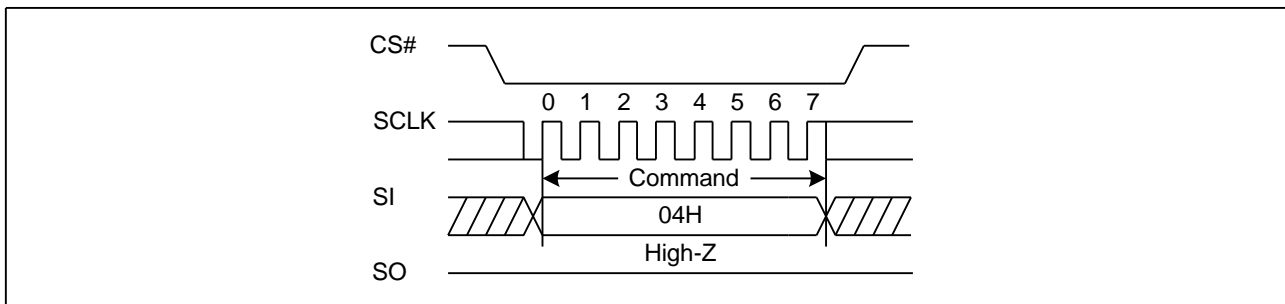 CS#
0 1 2 3 4 5 6 7
SCLK
Command
SI
04H
High-Z
SO